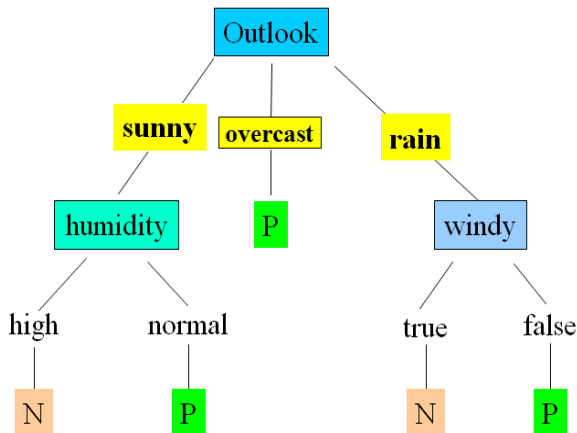 Outlook
sunny
overcast
rain
humidity
P
windy
high
normal
true
false
N
P
N
P